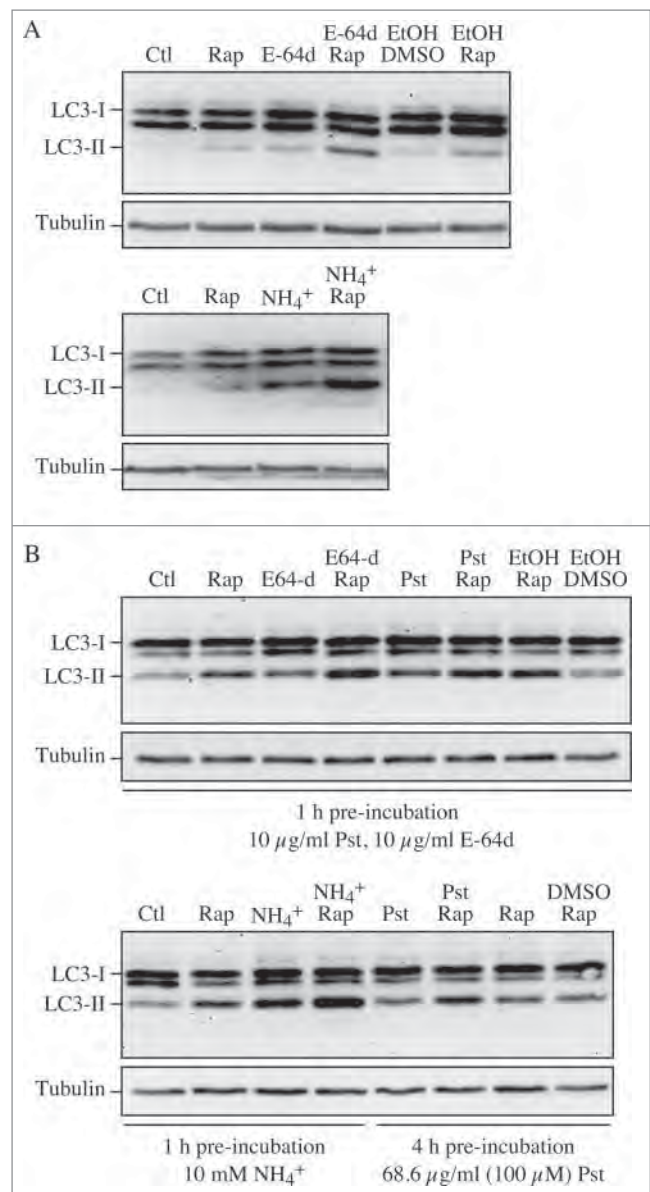 A
E-64d EtOH EtOH
Ctl Rap E-64d Rap DMSO Rap
LC3-I
LC3-II
Tubulin
NH₄⁺
Ctl Rap NH₄⁺ Rap
LC3-I
LC3-II
Tubulin
B
E64-d Pst EtOH EtOH
Ctl Rap E64-d Rap Pst Rap Rap DMSO
LC3-I
LC3-II
Tubulin
1 h pre-incubation
10 µg/ml Pst, 10 µg/ml E-64d
NH₄⁺ Pst DMSO
Ctl Rap NH₄⁺ Rap Pst Rap Rap Rap
LC3-I
LC3-II
Tubulin
1 h pre-incubation 4 h pre-incubation
10 mM NH₄⁺ 68.6 µg/ml (100 µM) Pst